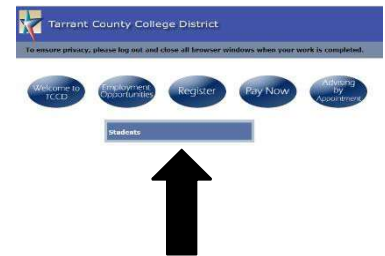 Tarrant County College District
To ensure privacy, please log out and close all browser windows when your work is completed.
Welcome to TCCD
Employment Opportunities
Register
Pay Now
Advising by Appointment
Students